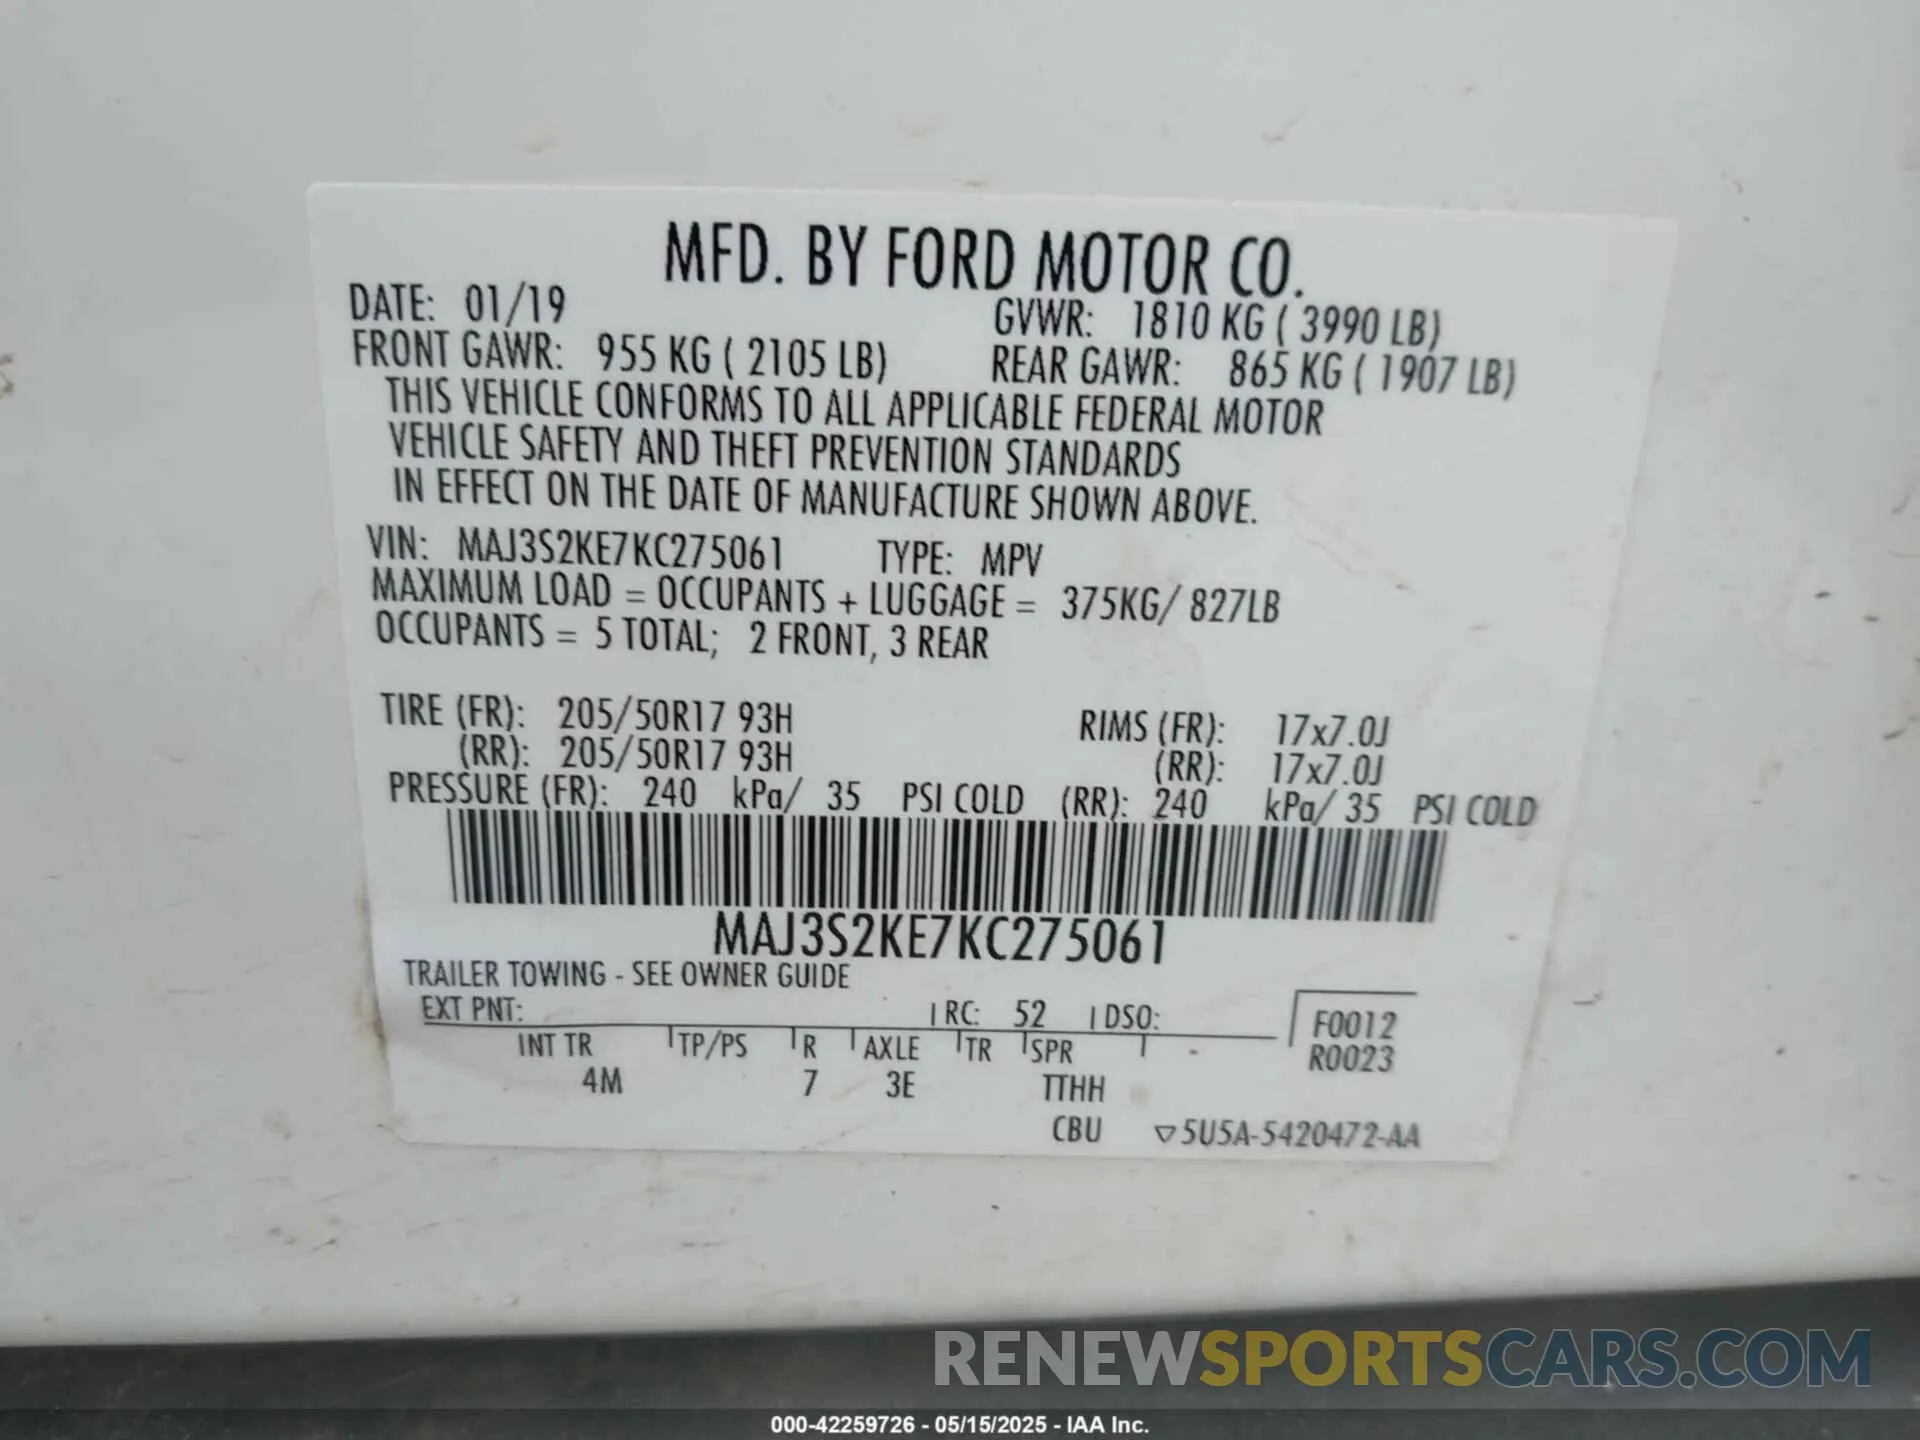 MFD. BY FORD MOTOR CO.
DATE: 01/19 GVWR: 1810 KG ( 3990 LB)
FRONT GAWR: 955 KG ( 2105 LB) REAR GAWR: 865 KG ( 1907 LB)
THIS VEHICLE CONFORMS TO ALL APPLICABLE FEDERAL MOTOR
VEHICLE SAFETY AND THEFT PREVENTION STANDARDS
IN EFFECT ON THE DATE OF MANUFACTURE SHOWN ABOVE.
VIN: MAJ3S2KE7KC275061 TYPE: MPV
MAXIMUM LOAD = OCCUPANTS + LUGGAGE = 375KG/ 827LB
OCCUPANTS = 5 TOTAL; 2 FRONT, 3 REAR
TIRE (FR): 205/50R17 93H RIMS (FR): 17x7.0J
(RR): 205/50R17 93H (RR): 17x7.0J
PRESSURE (FR): 240 kPa/ 35 PSI COLD (RR): 240 kPa/ 35 PSI COLD
MAJ3S2KE7KC275061
TRAILER TOWING - SEE OWNER GUIDE
EXT PNT: RC: 52 DSO: F0012
INT TR TP/PS R AXLE TR SPR R0023
4M 7 3E TTHH
CBU ▽5U5A-5420472-AA
RENEWSPORTSCARS.COM
000-42259726 - 05/15/2025 - IAA Inc.